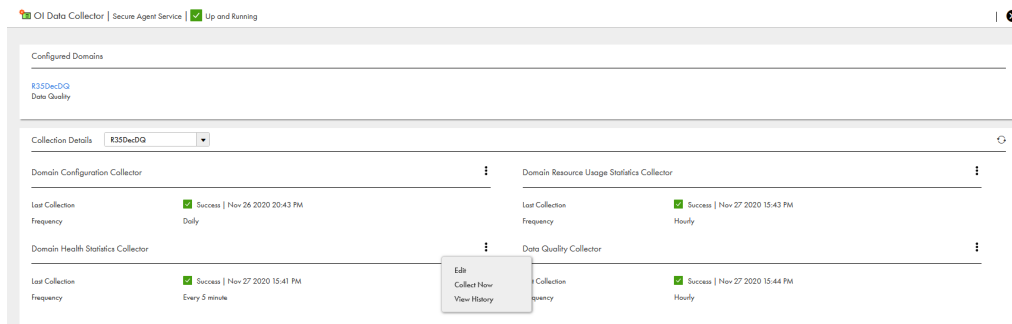 OI Data Collector | Secure Agent Service | Up and Running
Configured Domains
R35DecDQ
Data Quality
Collection Details R35DecDQ
Domain Configuration Collector
Last Collection Success | Nov 26 2020 20:43 PM
Frequency Daily
Domain Resource Usage Statistics Collector
Last Collection Success | Nov 27 2020 15:43 PM
Frequency Hourly
Domain Health Statistics Collector
Last Collection Success | Nov 27 2020 15:41 PM
Frequency Every 5 minute
Edit
Collect Now
View History
Data Quality Collector
Collection Success | Nov 27 2020 15:44 PM
quency Hourly